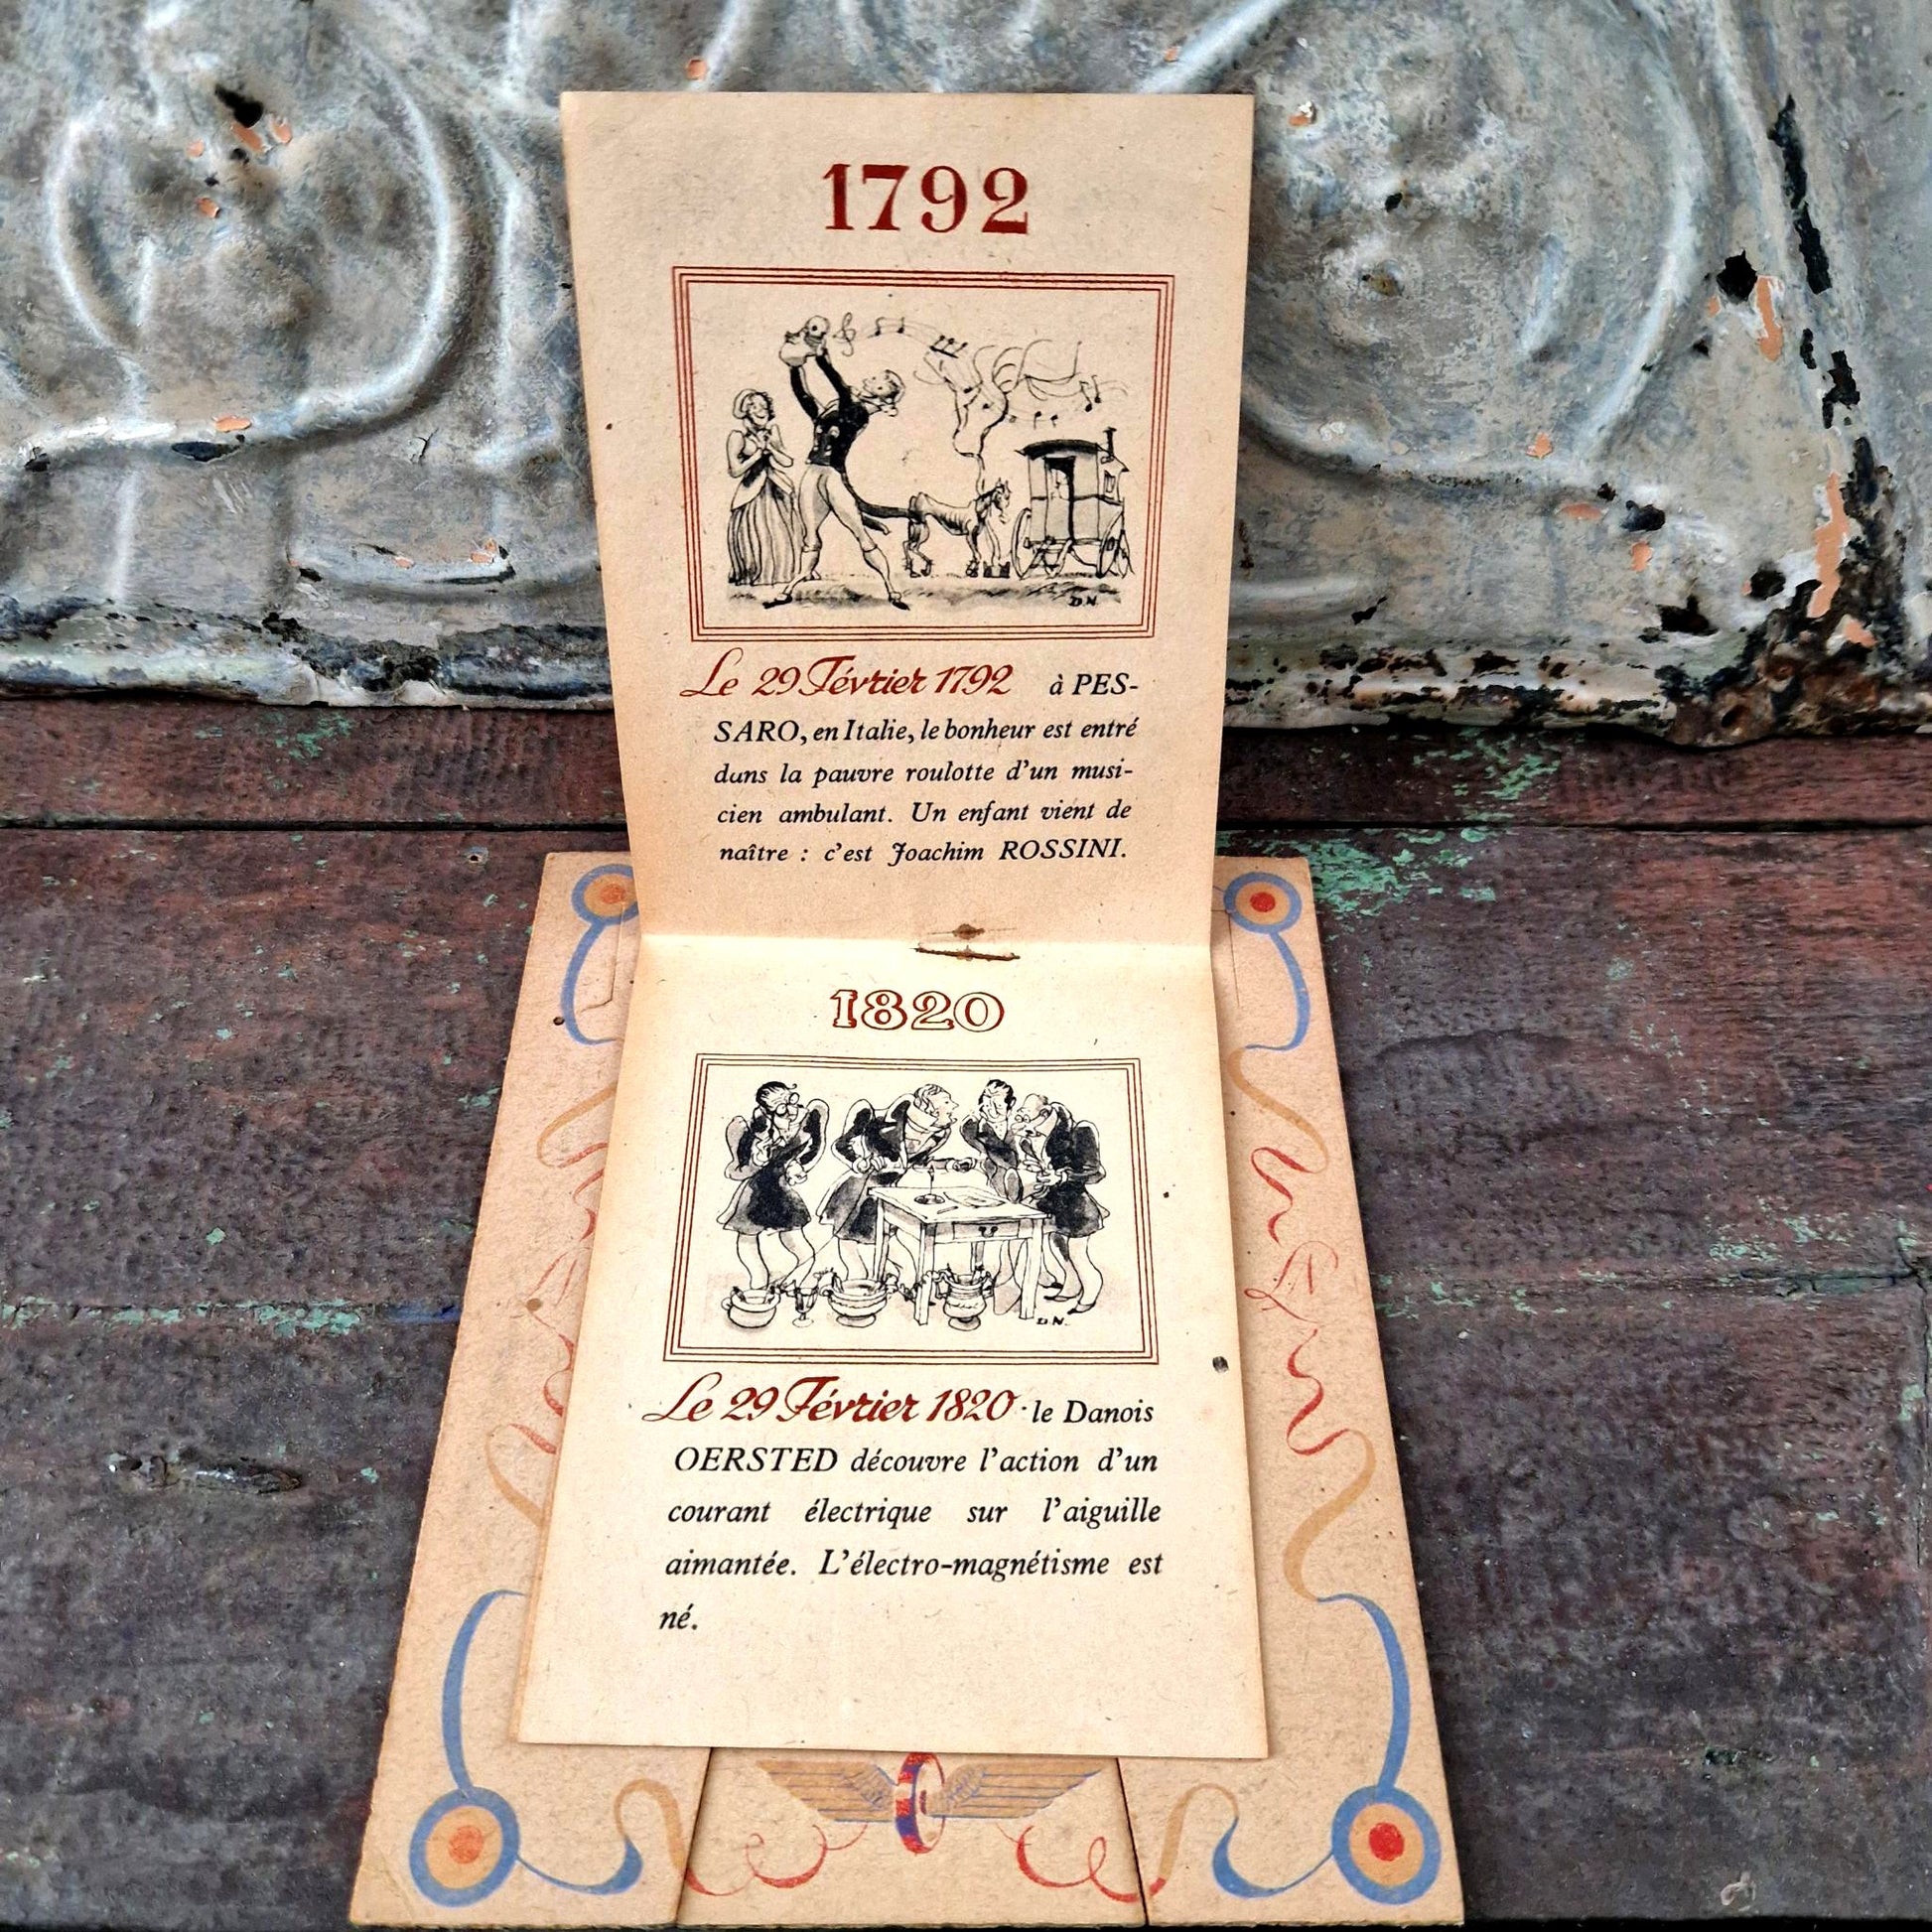 1792
D.N.
Le 29 Février 1792 à PES-
SARO, en Italie, le bonheur est entré
dans la pauvre roulotte d'un musi-
cien ambulant. Un enfant vient de
naître : c'est Joachim ROSSINI.
1820
D.N.
Le 29 Février 1820 le Danois
OERSTED découvre l'action d'un
courant électrique sur l'aiguille
aimantée. L'électro-magnétisme est
né.